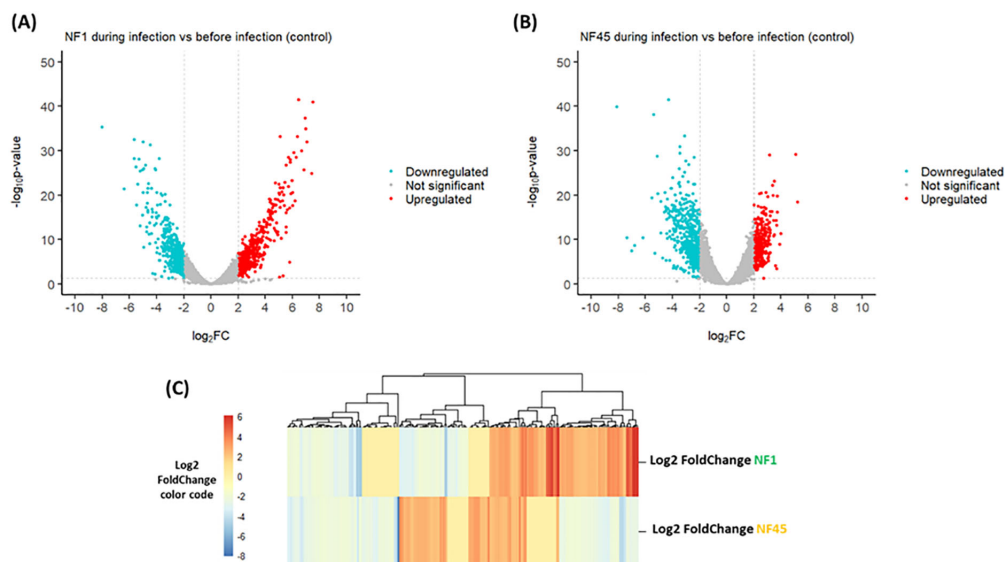 (A)
NF1 during infection vs before infection (control)
50
40
30
20
10
0
-log10p-value
-10 -8 -6 -4 -2 0 2 4 6 8 10
log2FC
Downregulated
Not significant
Upregulated
(B)
NF45 during infection vs before infection (control)
50
40
30
20
10
0
-log10p-value
-10 -8 -6 -4 -2 0 2 4 6 8 10
log2FC
Downregulated
Not significant
Upregulated
(C)
Log2
FoldChange
color code
6
4
2
0
-2
-4
-6
-8
Log2 FoldChange NF1
Log2 FoldChange NF45